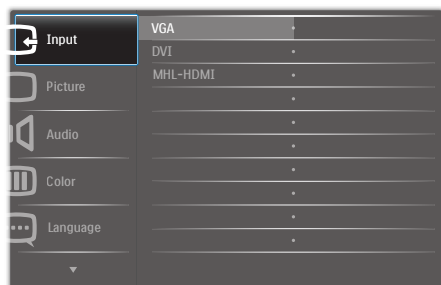 Input
Picture
Audio
Color
Language
VGA
DVI
MHL-HDMI